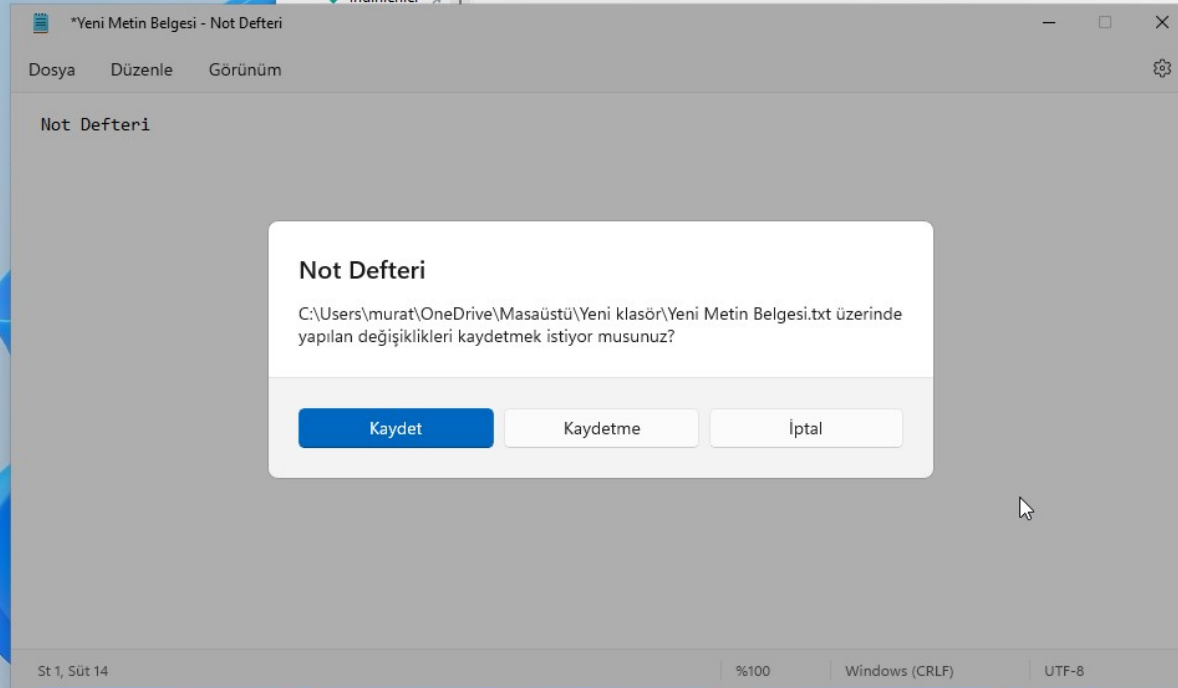 *Yeni Metin Belgesi - Not Defteri
Dosya Düzenle Görünüm
Not Defteri
Not Defteri
C:\Users\murat\OneDrive\Masaüstü\Yeni klasör\Yeni Metin Belgesi.txt üzerinde
yapılan değişiklikleri kaydetmek istiyor musunuz?
Kaydet Kaydetme İptal
St 1, Süt 14 %100 Windows (CRLF) UTF-8